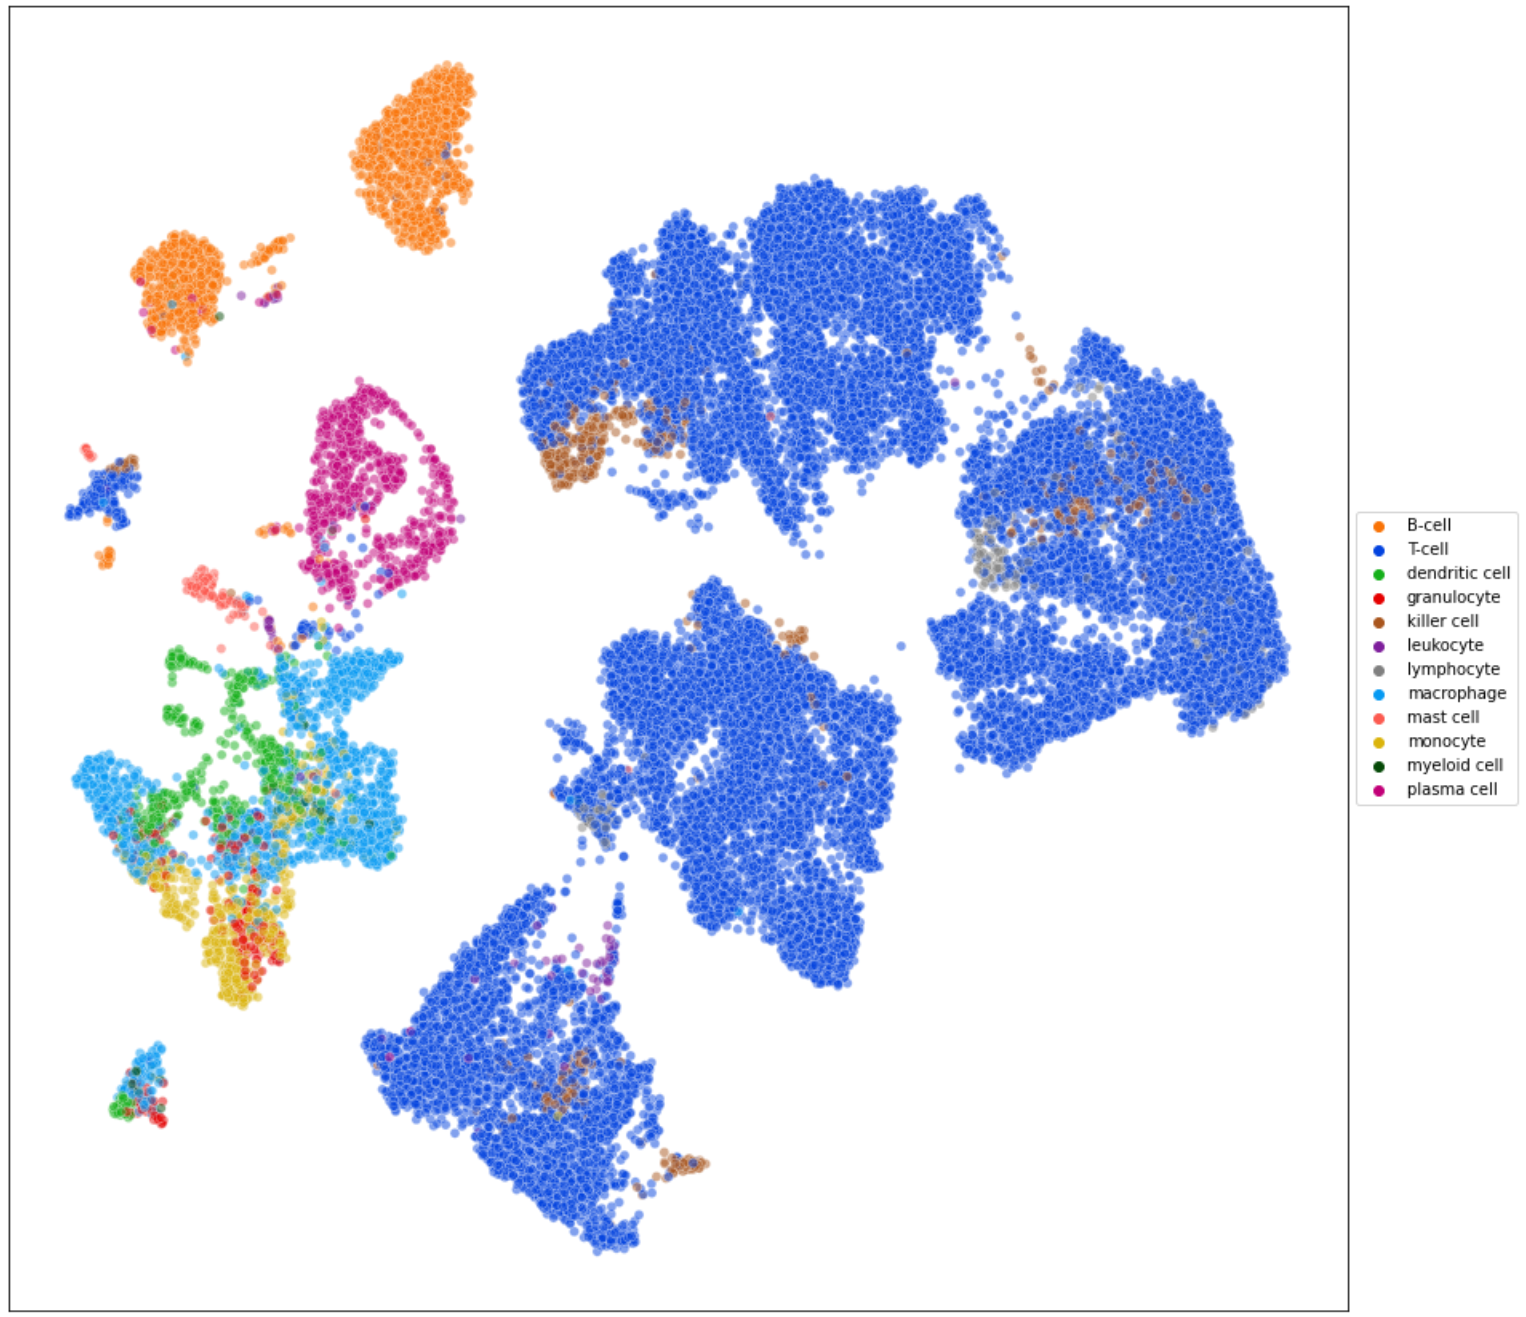 B-cell
T-cell
dendritic cell
granulocyte
killer cell
leukocyte
lymphocyte
macrophage
mast cell
monocyte
myeloid cell
plasma cell